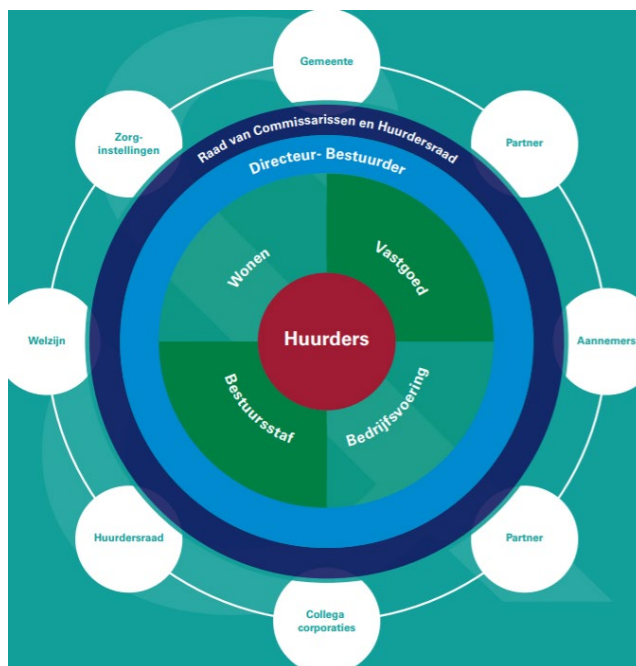 Gemeente
Zorg-
instellingen
Partner
Raad van Commissarissen en Huurdersraad
Directeur- Bestuurder
Wonen
Vastgoed
Welzijn
Huurders
Aannemers
Bestuursstaf
Bedrijfsvoering
Huurdersraad
Partner
Collega
corporaties